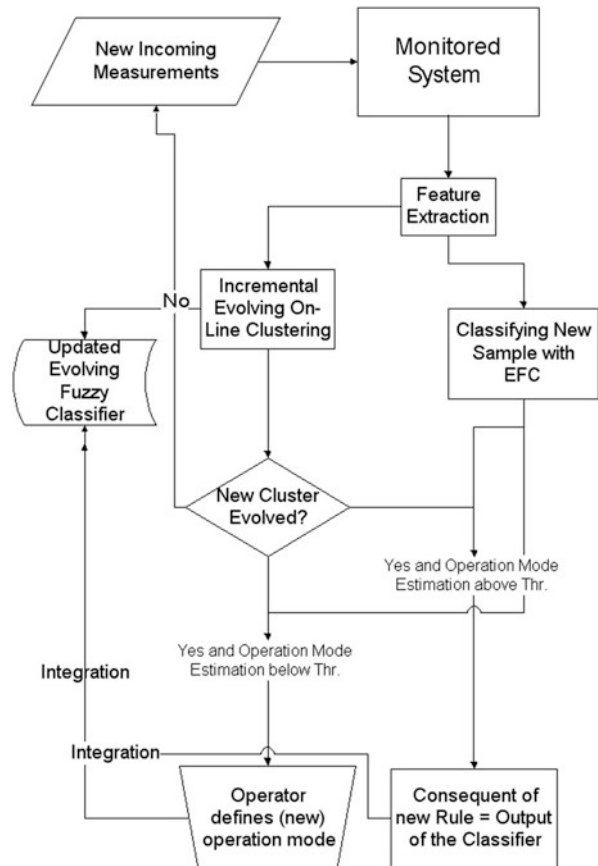 New Incoming
Measurements
Monitored
System
Feature
Extraction
Incremental
Evolving On-
Line Clustering
No
Updated
Evolving
Fuzzy
Classifier
Classifying New
Sample with
EFC
New Cluster
Evolved?
Yes and Operation Mode
Estimation above Thr.
Yes and Operation Mode
Estimation below Thr.
Integration
Integration
Operator
defines (new)
operation mode
Consequent of
new Rule = Output
of the Classifier